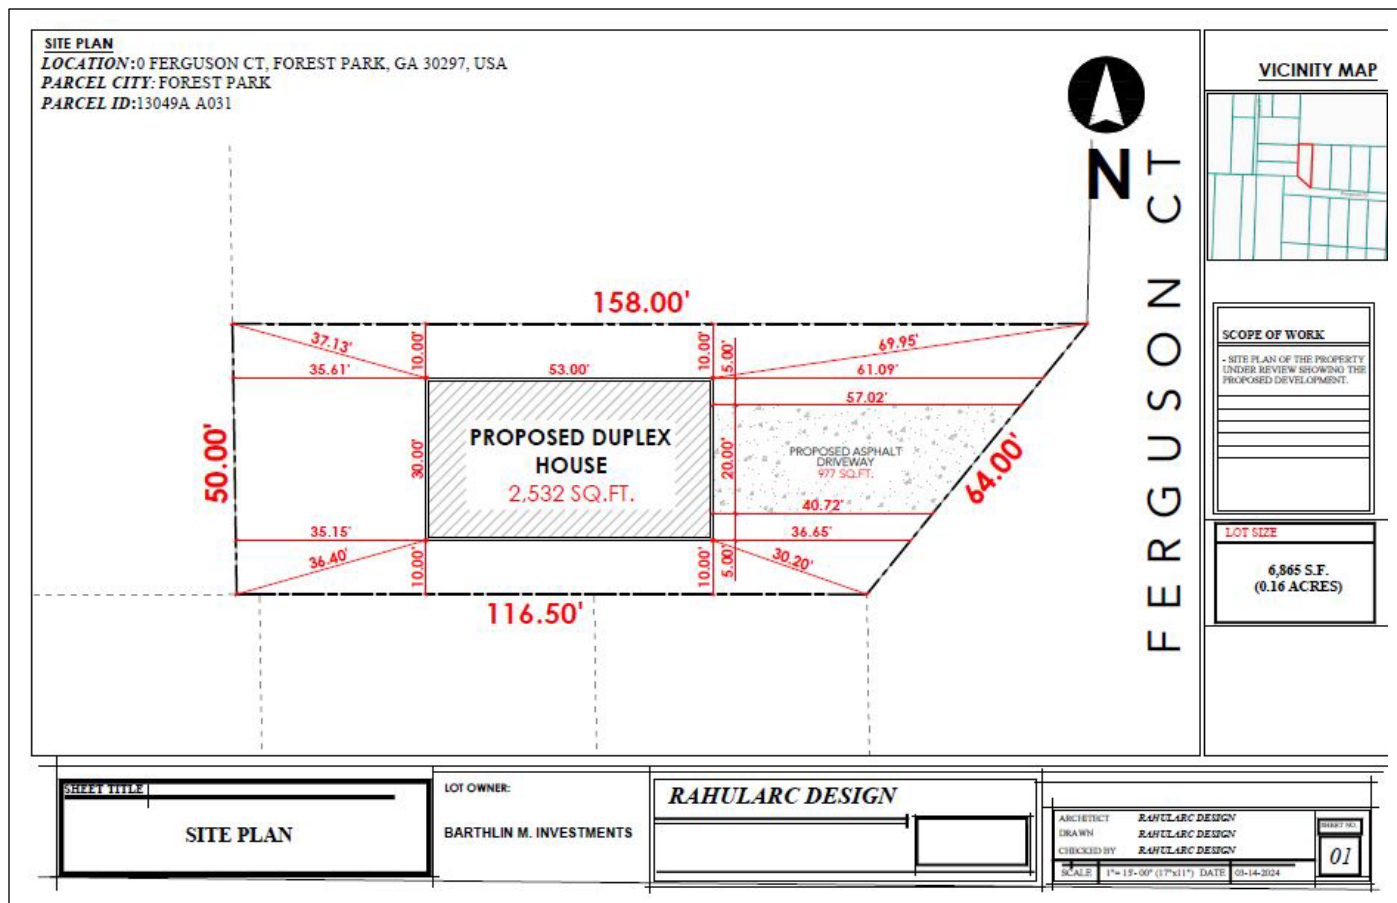 SITE PLAN
LOCATION:0 FERGUSON CT, FOREST PARK, GA 30297, USA
PARCEL CITY: FOREST PARK
PARCEL ID:13049A A031
N
FERGUSON CT
158.00'
37.13'
10.00'
10.00'
5.00'
69.95'
35.61'
53.00'
61.09'
57.02'
50.00'
30.00'
PROPOSED DUPLEX
HOUSE
2,532 SQ.FT.
20.00'
PROPOSED ASPHALT
DRIVEWAY
977 SQ.FT.
64.00'
40.72'
35.15'
36.65'
36.40'
10.00'
10.00'
5.00'
30.20'
116.50'
VICINITY MAP
SCOPE OF WORK
- SITE PLAN OF THE PROPERTY
UNDER REVIEW SHOWING THE
PROPOSED DEVELOPMENT.
LOT SIZE
6,865 S.F.
(0.16 ACRES)
SHEET TITLE
SITE PLAN
LOT OWNER:
BARTHLIN M. INVESTMENTS
RAHULARC DESIGN
ARCHITECT RAHULARC DESIGN
DRAWN RAHULARC DESIGN
CHECKED BY RAHULARC DESIGN
SCALE 1"= 15'- 00" (17"x11") DATE 03-14-2024
SHEET NO.
01